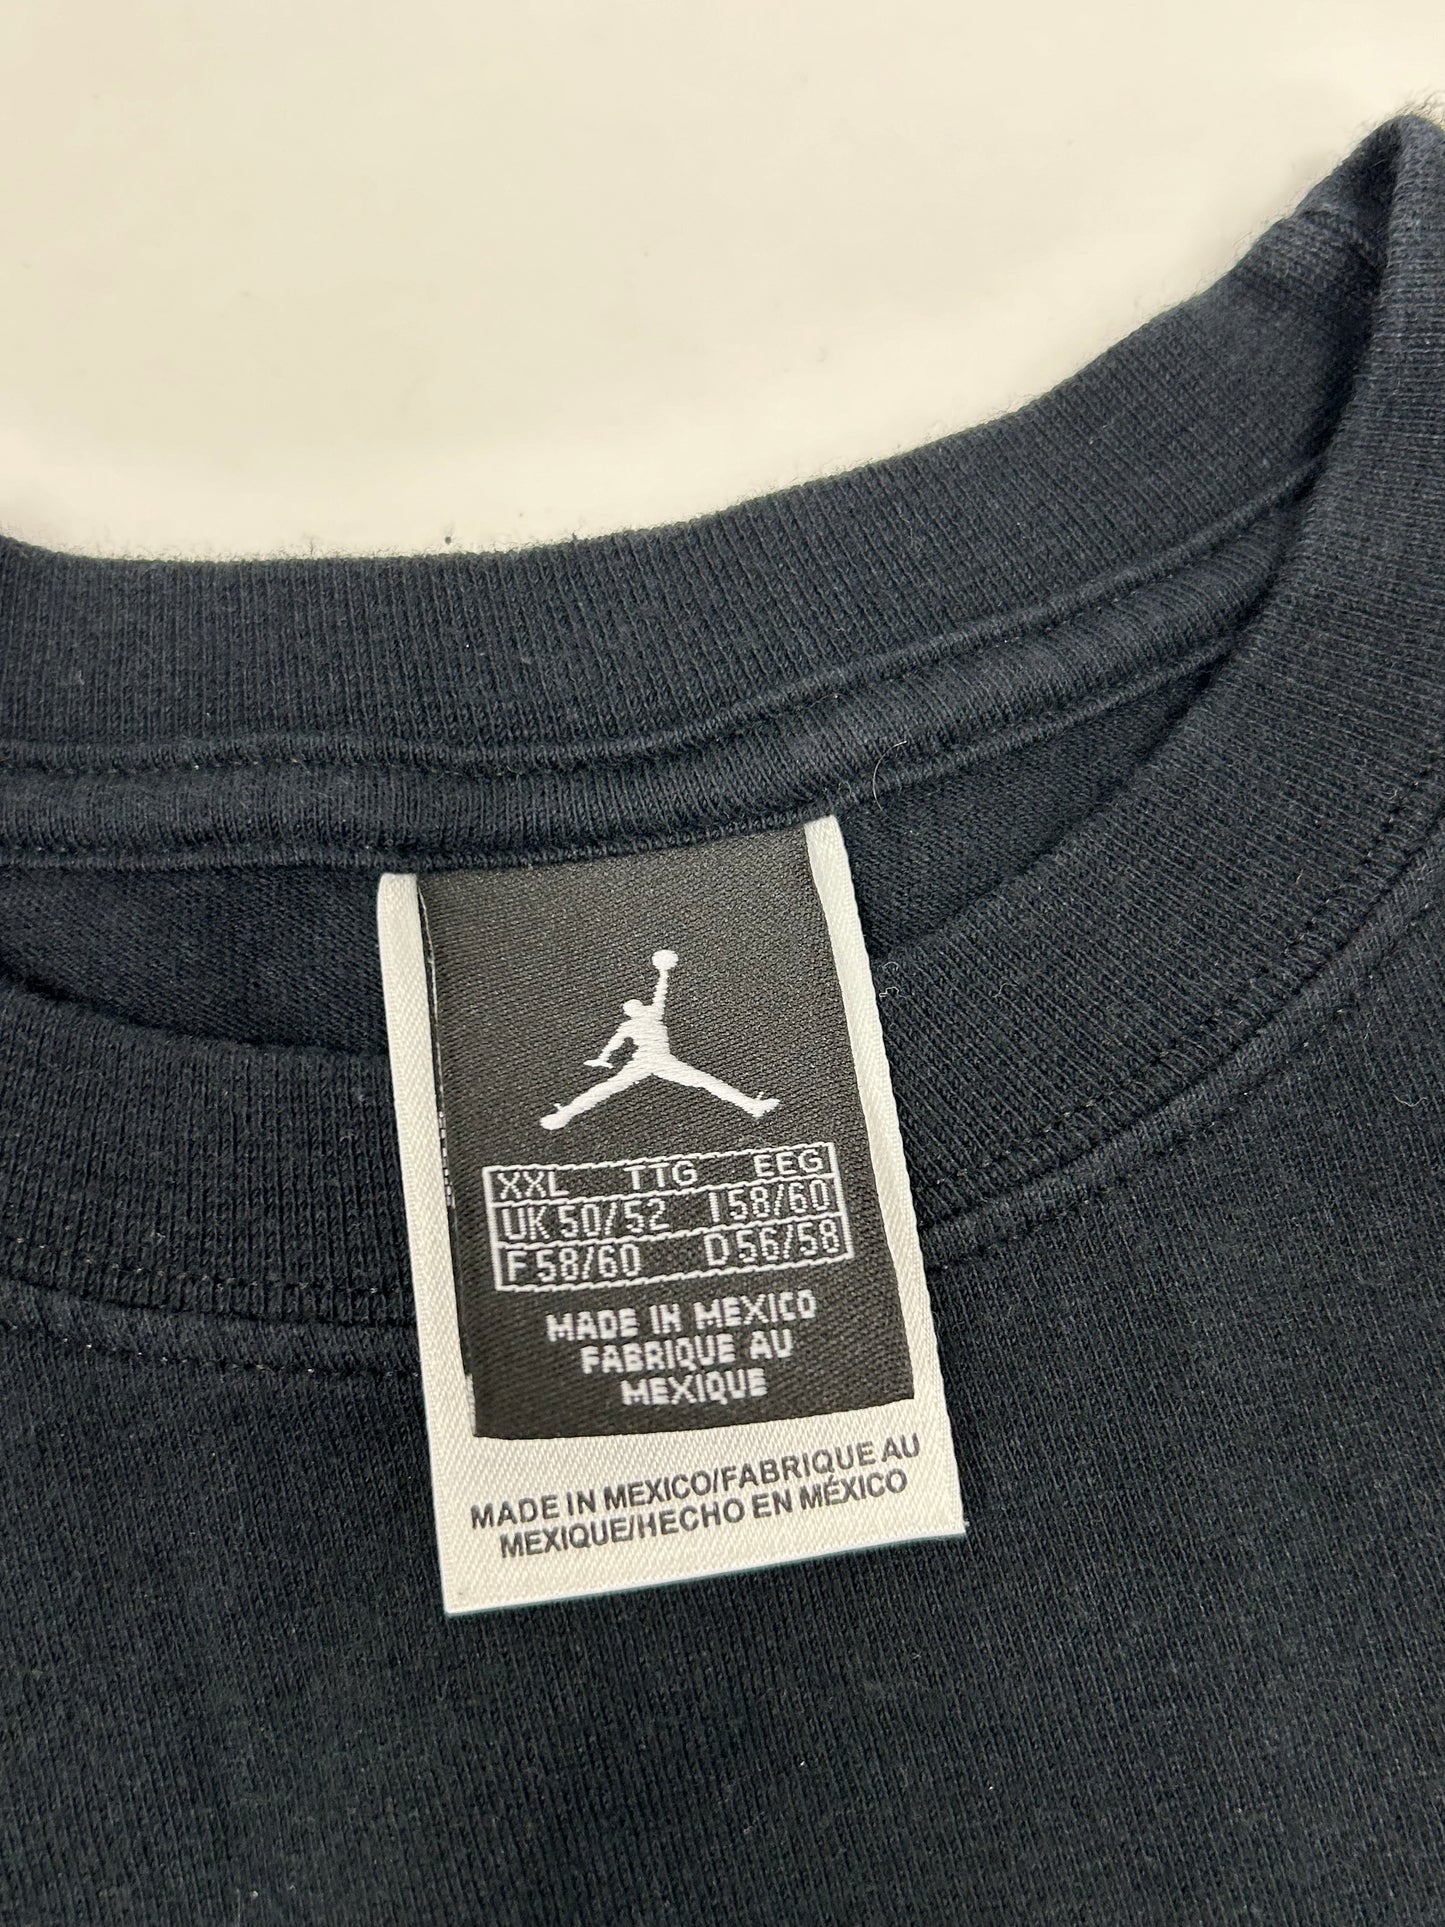 XXL TTG EEG
UK 50/52 I 58/60
F 58/60 D 56/58
MADE IN MEXICO
FABRIQUE AU
MEXIQUE
MADE IN MEXICO/FABRIQUE AU
MEXIQUE/HECHO EN MÉXICO